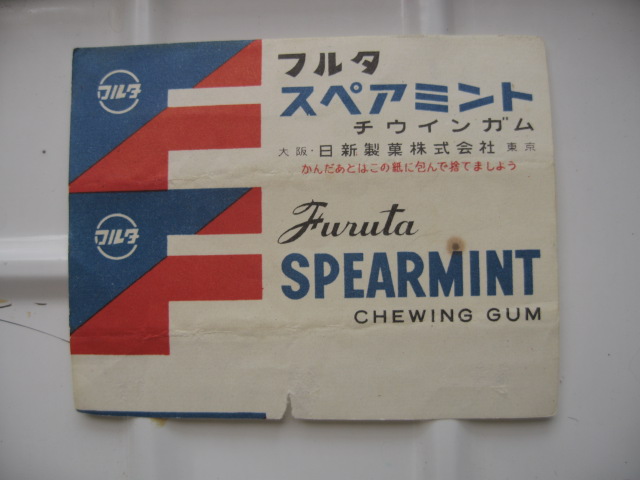 フルタ
フルタ
スペアミント
チウインガム
大阪・日新製菓株式会社 東京
かんだあとはこの紙に包んで捨てましよう
フルタ
Furuta
SPEARMINT
CHEWING GUM